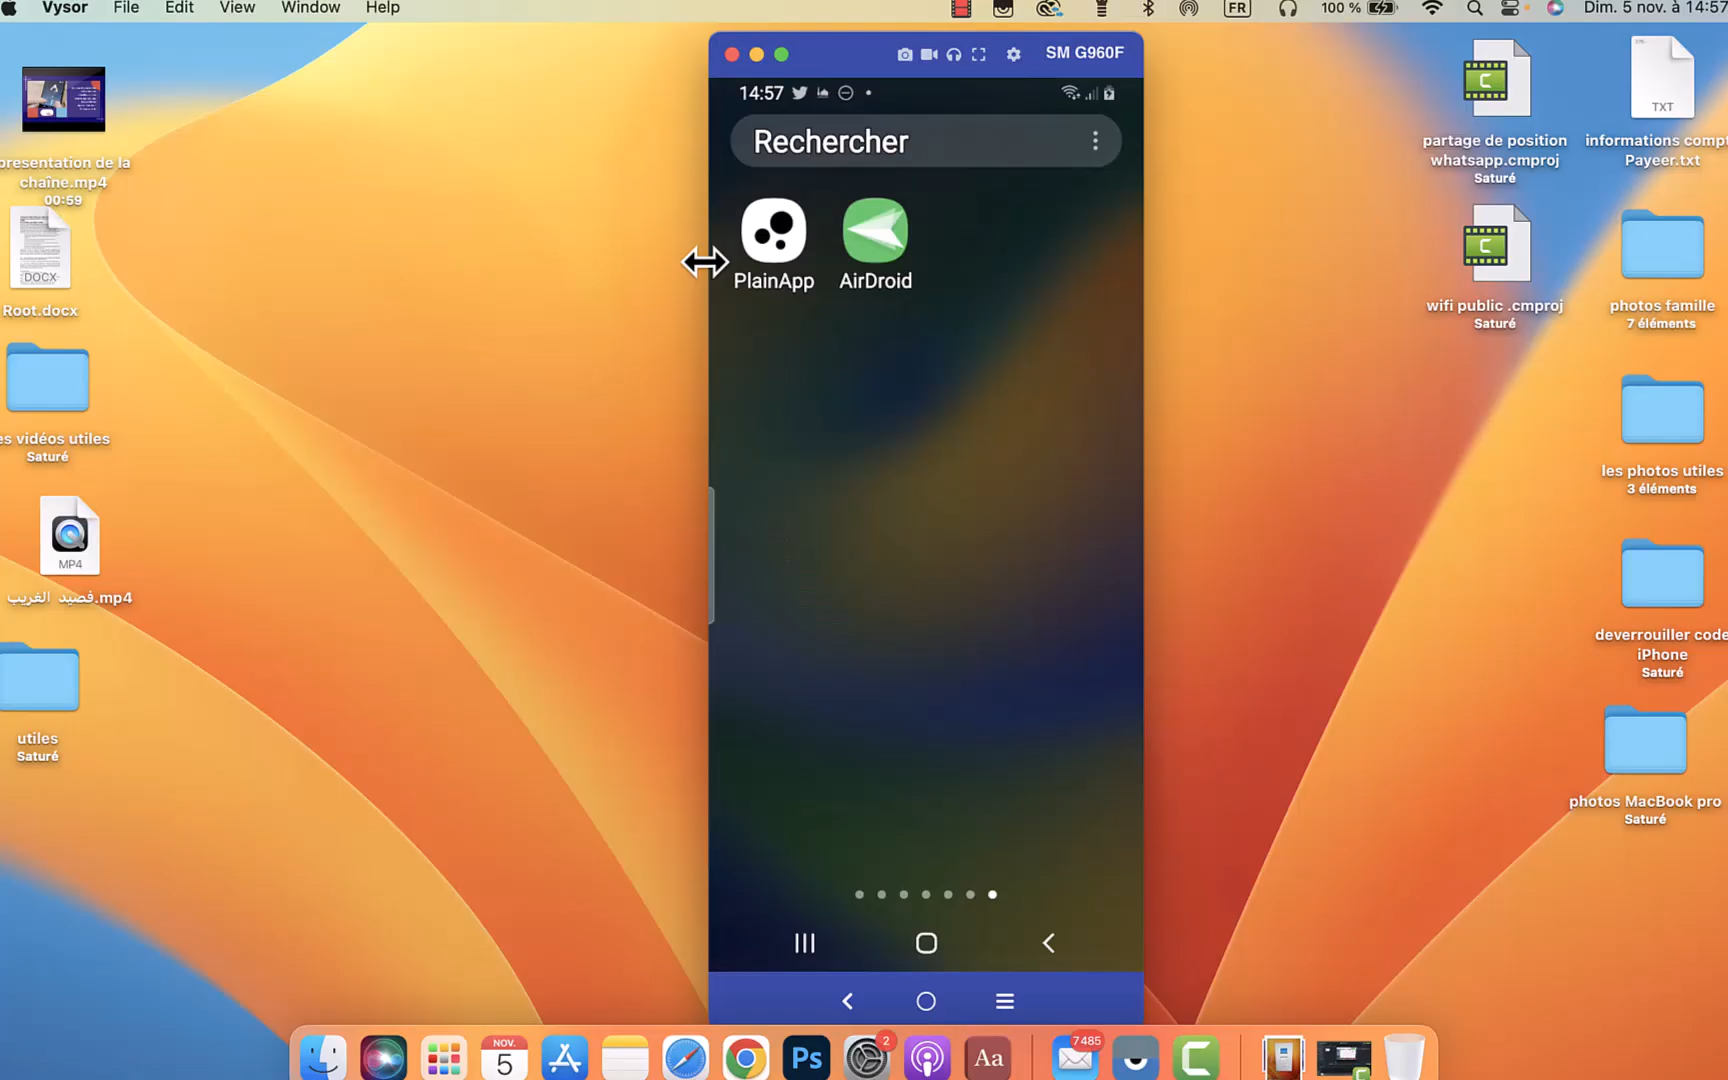 Vysor File Edit View Window Help
FR 100 % Dim. 5 nov. à 14:57
presentation de la
chaîne.mp4
00:59
DOCX
Root.docx
es vidéos utiles
Saturé
MP4
قصيد الغريب.mp4
utiles
Saturé
SM G960F
14:57
Rechercher
PlainApp AirDroid
partage de position
whatsapp.cmproj
Saturé
wifi public .cmproj
Saturé
TXT
informations compt
Payeer.txt
photos famille
7 éléments
les photos utiles
3 éléments
deverrouiller code
iPhone
Saturé
photos MacBook pro
Saturé
NOV.
5
Ps
2
Aa
7485